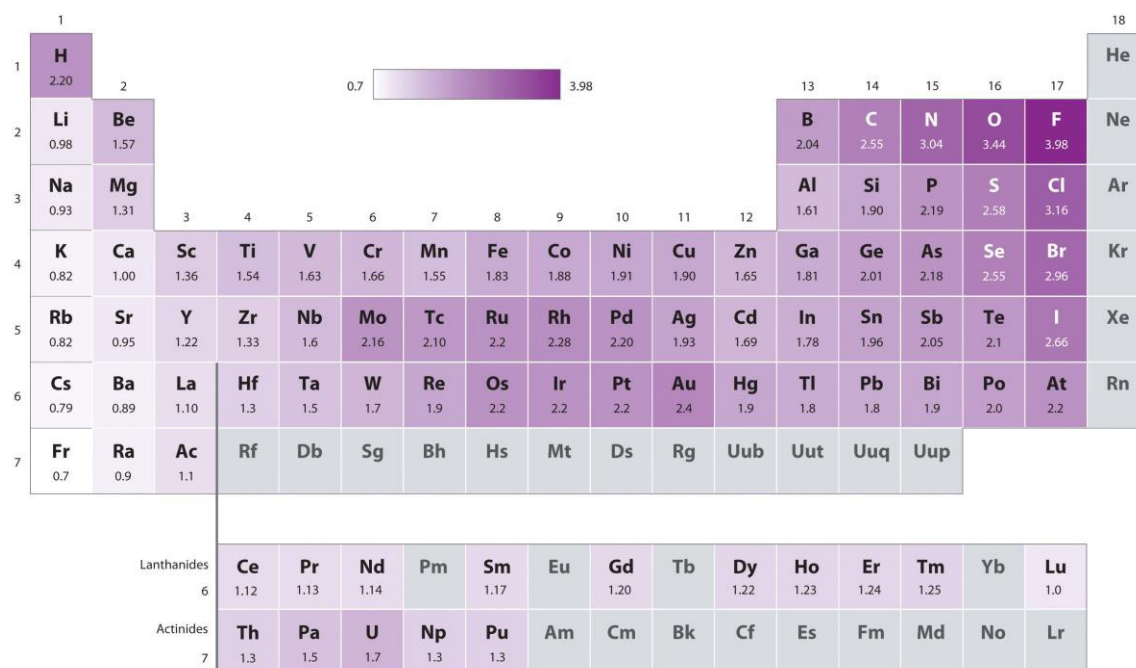 1 18
1 H He
2.20
2 0.7 3.98 13 14 15 16 17
2 Li Be B C N O F Ne
0.98 1.57 2.04 2.55 3.04 3.44 3.98
3 Na Mg Al Si P S Cl Ar
0.93 1.31 3 4 5 6 7 8 9 10 11 12 1.61 1.90 2.19 2.58 3.16
4 K Ca Sc Ti V Cr Mn Fe Co Ni Cu Zn Ga Ge As Se Br Kr
0.82 1.00 1.36 1.54 1.63 1.66 1.55 1.83 1.88 1.91 1.90 1.65 1.81 2.01 2.18 2.55 2.96
5 Rb Sr Y Zr Nb Mo Tc Ru Rh Pd Ag Cd In Sn Sb Te I Xe
0.82 0.95 1.22 1.33 1.6 2.16 2.10 2.2 2.28 2.20 1.93 1.69 1.78 1.96 2.05 2.1 2.66
6 Cs Ba La Hf Ta W Re Os Ir Pt Au Hg Tl Pb Bi Po At Rn
0.79 0.89 1.10 1.3 1.5 1.7 1.9 2.2 2.2 2.2 2.4 1.9 1.8 1.8 1.9 2.0 2.2
7 Fr Ra Ac Rf Db Sg Bh Hs Mt Ds Rg Uub Uut Uuq Uup
0.7 0.9 1.1
Lanthanides Ce Pr Nd Pm Sm Eu Gd Tb Dy Ho Er Tm Yb Lu
6 1.12 1.13 1.14 1.17 1.20 1.22 1.23 1.24 1.25 1.0
Actinides Th Pa U Np Pu Am Cm Bk Cf Es Fm Md No Lr
7 1.3 1.5 1.7 1.3 1.3